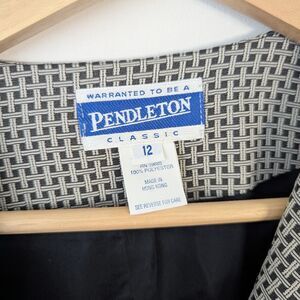 WARRANTED TO BE A
PENDLETON
CLASSIC
12
100% POLYESTER
MADE IN
HONG KONG
SEE REVERSE FOR CARE